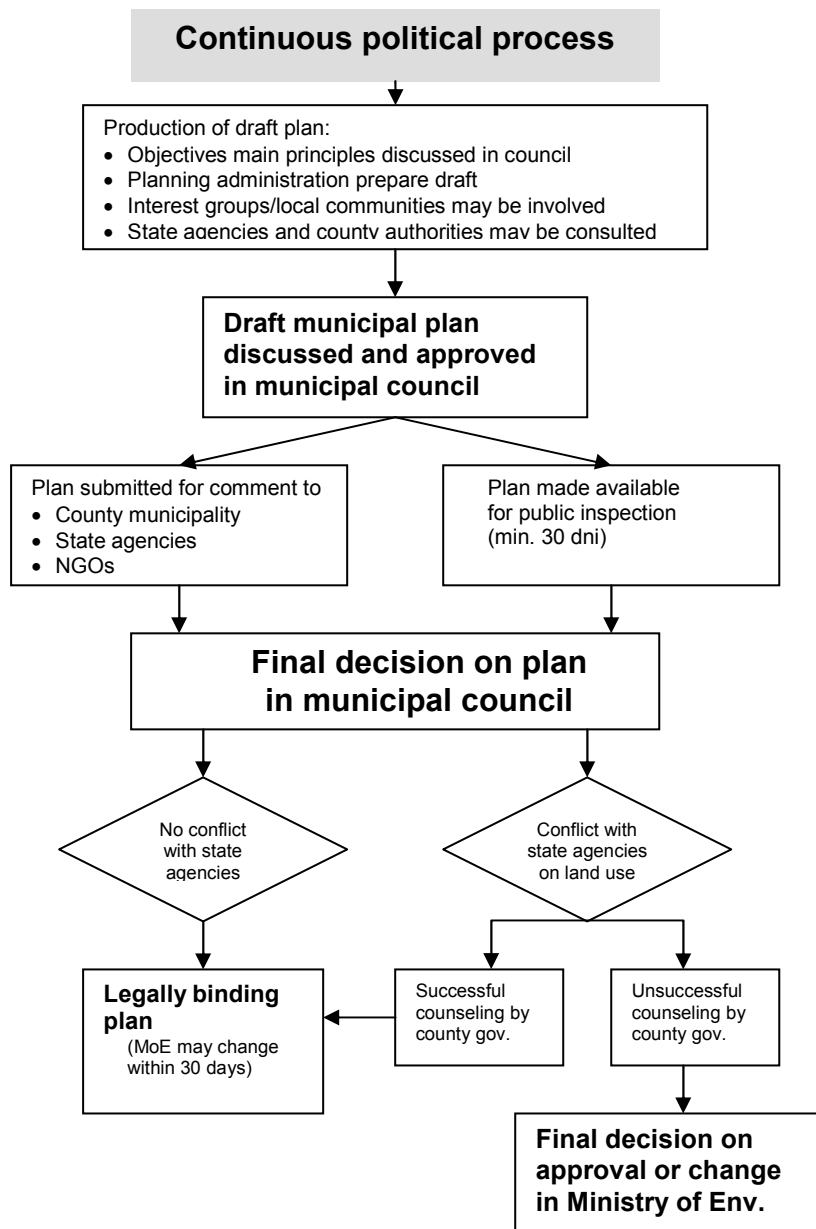 Continuous political process
Production of draft plan:
• Objectives main principles discussed in council
• Planning administration prepare draft
• Interest groups/local communities may be involved
• State agencies and county authorities may be consulted
Draft municipal plan
discussed and approved
in municipal council
Plan submitted for comment to
• County municipality
• State agencies
• NGOs
Plan made available
for public inspection
(min. 30 dni)
Final decision on plan
in municipal council
No conflict
with state
agencies
Conflict with
state agencies
on land use
Legally binding
plan
(MoE may change
within 30 days)
Successful
counseling by
county gov.
Unsuccessful
counseling by
county gov.
Final decision on
approval or change
in Ministry of Env.